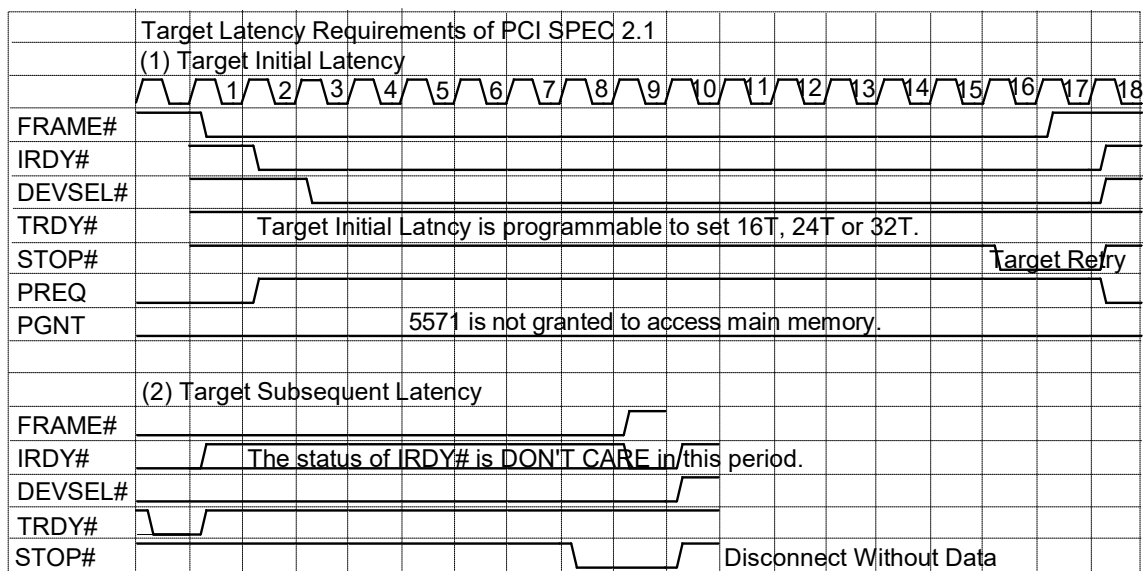 Target Latency Requirements of PCI SPEC 2.1
(1) Target Initial Latency
1 2 3 4 5 6 7 8 9 10 11 12 13 14 15 16 17 18
FRAME#
IRDY#
DEVSEL#
TRDY# Target Initial Latncy is programmable to set 16T, 24T or 32T.
STOP# Target Retry
PREQ
PGNT 5571 is not granted to access main memory.
(2) Target Subsequent Latency
FRAME#
IRDY# The status of IRDY# is DON'T CARE in this period.
DEVSEL#
TRDY#
STOP# Disconnect Without Data